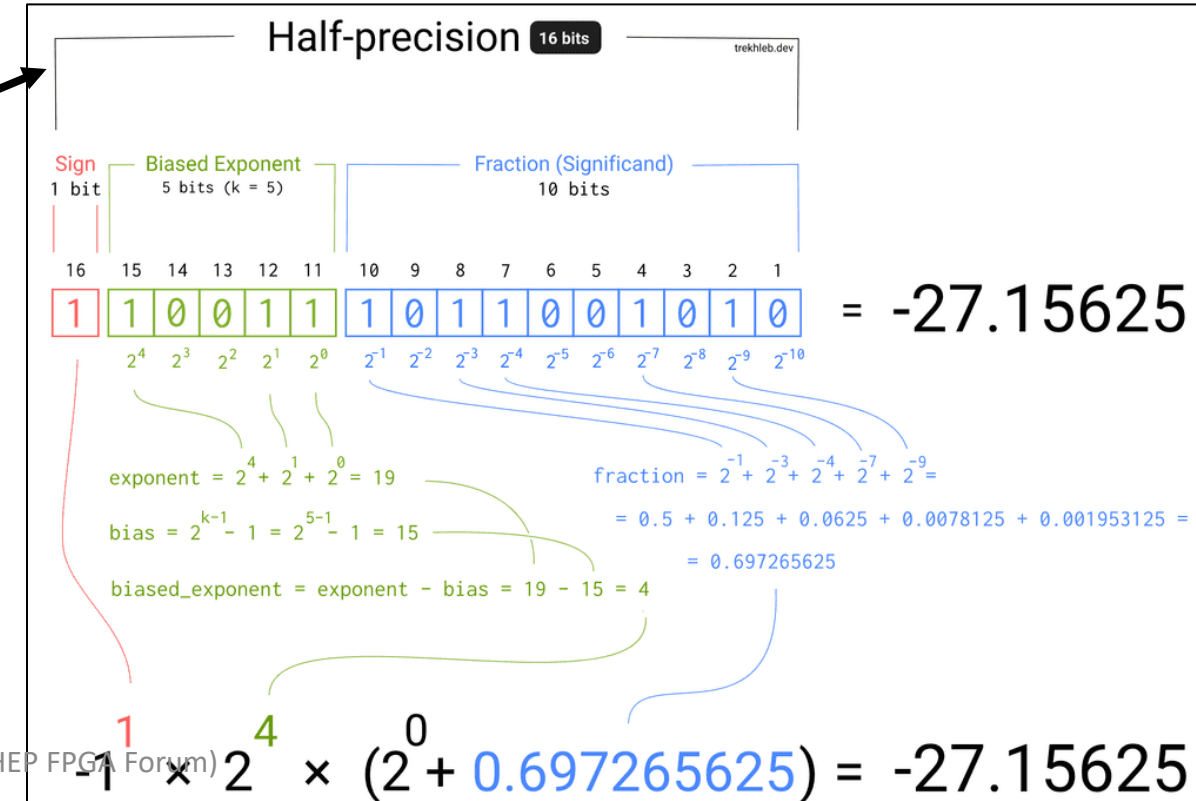 Half-precision 16 bits
trekhleb.dev
Sign Biased Exponent Fraction (Significand)
1 bit 5 bits (k = 5) 10 bits
16 15 14 13 12 11 10 9 8 7 6 5 4 3 2 1
1 1 0 0 1 1 1 0 1 1 0 0 1 0 1 0 = -27.15625
2^4 2^3 2^2 2^1 2^0 2^-1 2^-2 2^-3 2^-4 2^-5 2^-6 2^-7 2^-8 2^-9 2^-10
exponent = 2^4 + 2^1 + 2^0 = 19
fraction = 2^-1 + 2^-3 + 2^-4 + 2^-7 + 2^-9 =
= 0.5 + 0.125 + 0.0625 + 0.0078125 + 0.001953125 =
bias = 2^k-1 - 1 = 2^5-1 - 1 = 15
= 0.697265625
biased_exponent = exponent - bias = 19 - 15 = 4
HEP FPGA Forum)
-1^1 × 2^4 × (2^0 + 0.697265625) = -27.15625